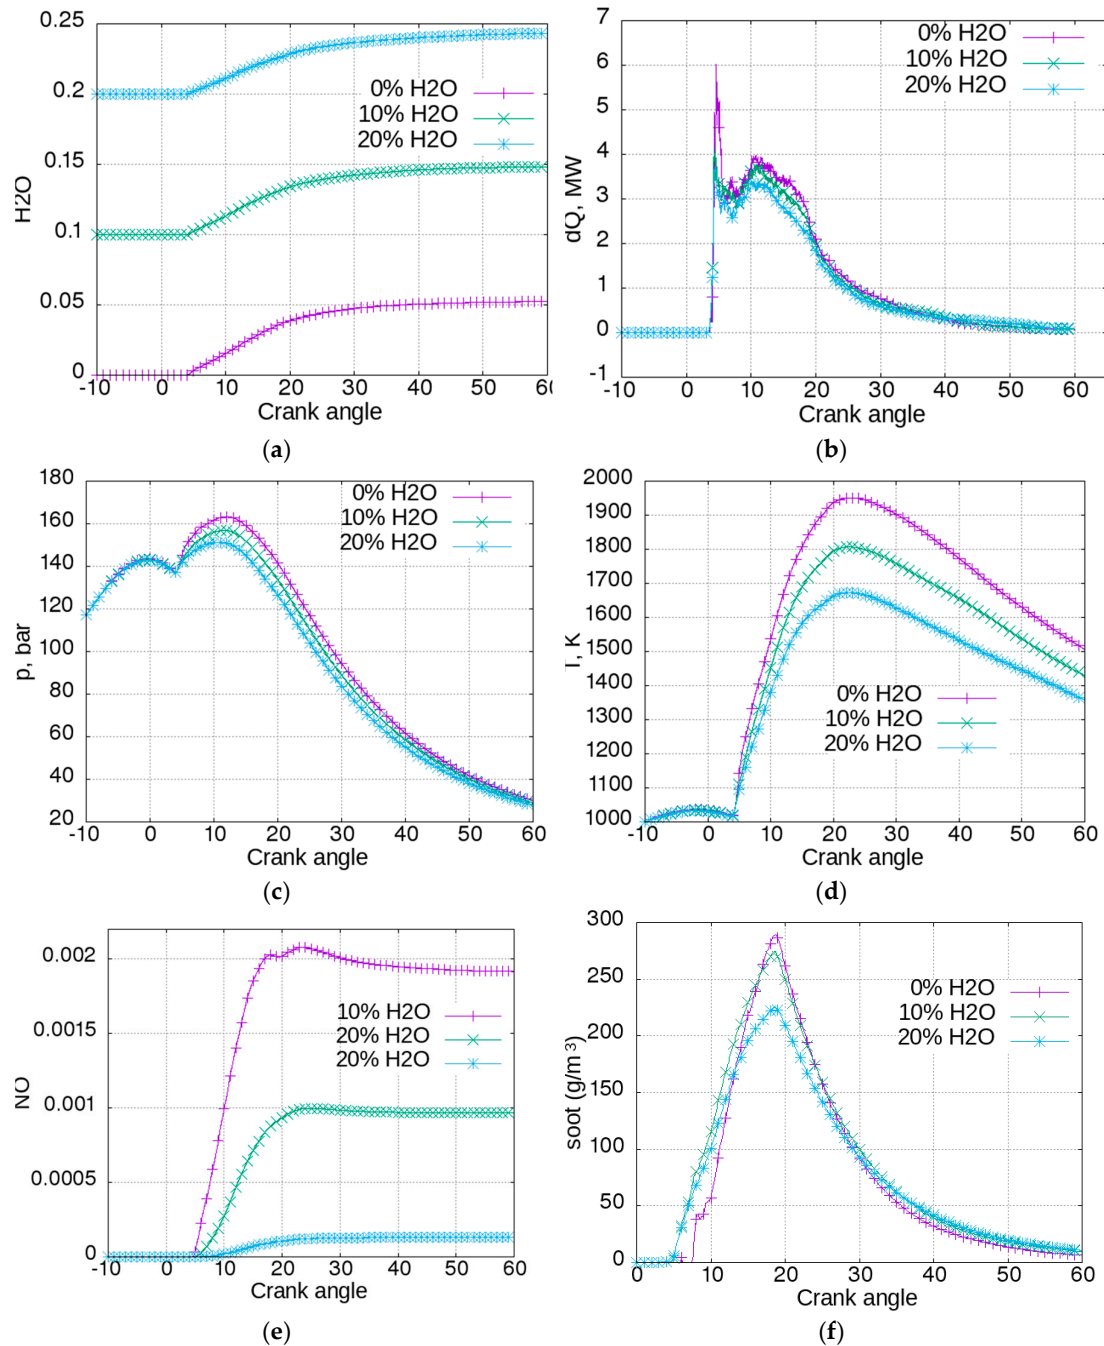 0.25
0.2
0.15
0.1
0.05
0
H2O
0% H2O
10% H2O
20% H2O
-10 0 10 20 30 40 50 60
Crank angle
(a)
7
6
5
4
3
2
1
0
-1
dQ, MW
0% H2O
10% H2O
20% H2O
-10 0 10 20 30 40 50 60
Crank angle
(b)
180
160
140
120
100
80
60
40
20
p, bar
0% H2O
10% H2O
20% H2O
-10 0 10 20 30 40 50 60
Crank angle
(c)
2000
1900
1800
1700
1600
1500
1400
1300
1200
1100
1000
T, K
0% H2O
10% H2O
20% H2O
-10 0 10 20 30 40 50 60
Crank angle
(d)
0.002
0.0015
0.001
0.0005
0
NO
10% H2O
20% H2O
20% H2O
-10 0 10 20 30 40 50 60
Crank angle
(e)
300
250
200
150
100
50
0
soot (g/m³)
0% H2O
10% H2O
20% H2O
0 10 20 30 40 50 60
Crank angle
(f)